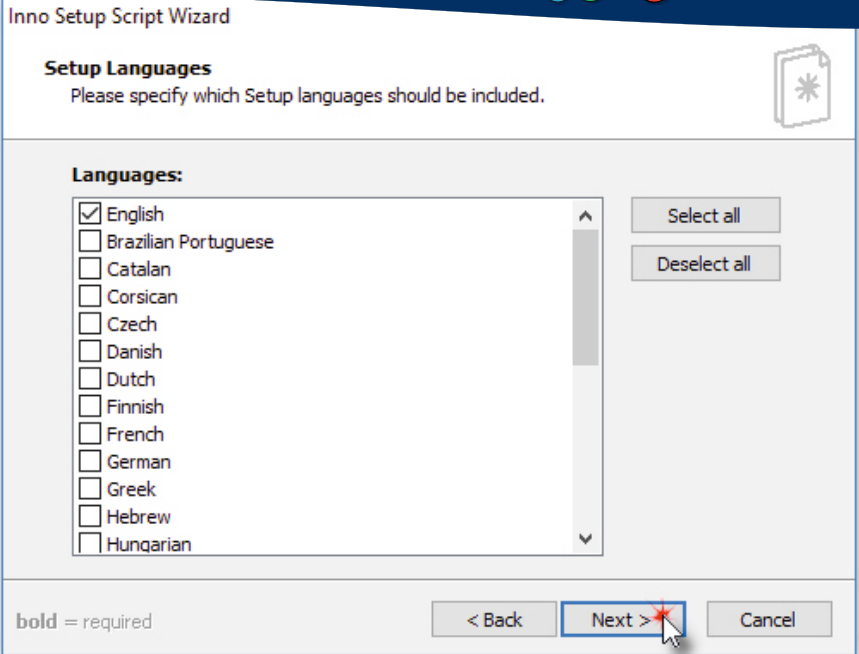 Inno Setup Script Wizard
Setup Languages
Please specify which Setup languages should be included.
Languages:
English
Brazilian Portuguese
Catalan
Corsican
Czech
Danish
Dutch
Finnish
French
German
Greek
Hebrew
Hungarian
Select all
Deselect all
bold = required
< Back
Next >
Cancel